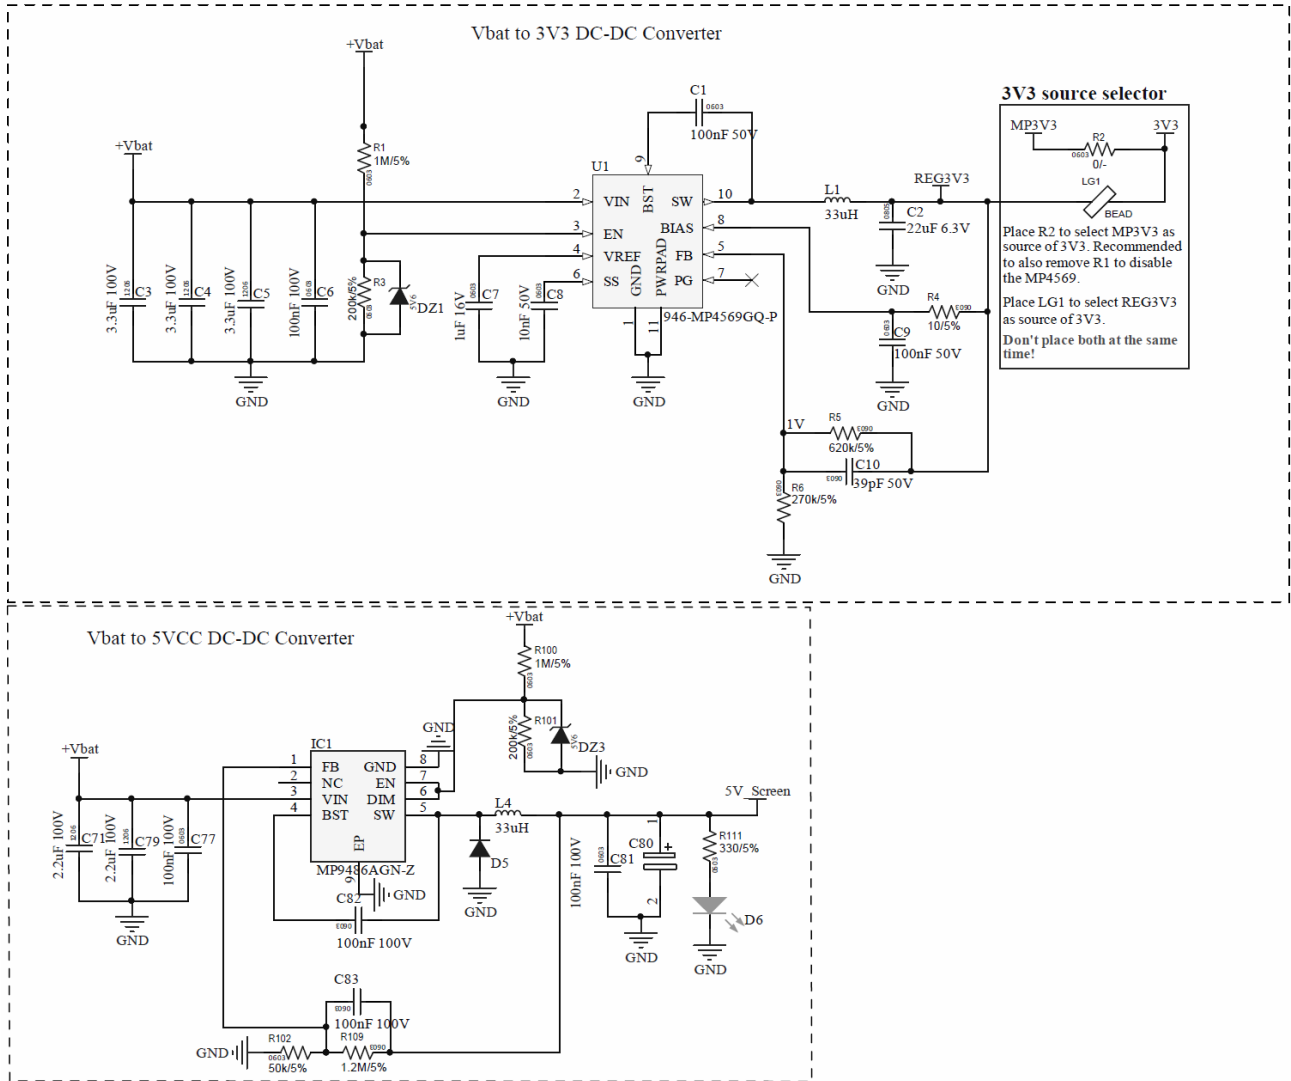 Vbat to 3V3 DC-DC Converter
+Vbat
+Vbat
R1
1M/5%
0603
C1
0603
100nF 50V
3V3 source selector
MP3V3
R2
0603
0/-
3V3
LG1
BEAD
Place R2 to select MP3V3 as
source of 3V3. Recommended
to also remove R1 to disable
the MP4569.
Place LG1 to select REG3V3
as source of 3V3.
Don't place both at the same
time!
U1
9
BST
2
VIN
SW
10
3
EN
BIAS
8
4
VREF
FB
5
6
SS
PG
7
GND
PWRPAD
1
11
946-MP4569GQ-P
L1
33uH
REG3V3
0805
C2
22uF 6.3V
GND
3.3uF 100V
1206
C3
3.3uF 100V
1206
C4
3.3uF 100V
1206
C5
100nF 100V
0603
C6
200k/5%
R3
0603
5V6
DZ1
1uF 16V
0603
C7
10nF 50V
0603
C8
R4
0603
10/5%
0603
C9
100nF 50V
GND
GND
GND
GND
1V
R5
0603
620k/5%
C10
0603
39pF 50V
0603
R6
270k/5%
GND
Vbat to 5VCC DC-DC Converter
+Vbat
R100
1M/5%
0603
200k/5%
R101
0603
5V6
DZ3
GND
GND
+Vbat
IC1
1
FB
GND
8
2
NC
EN
7
3
VIN
DIM
6
4
BST
SW
5
EP
9
MP9486AGN-Z
GND
2.2uF 100V
1206
C71
2.2uF 100V
1206
C79
100nF 100V
0603
C77
GND
C82
0603
100nF 100V
L4
33uH
D5
GND
5V_Screen
100nF 100V
0603
C81
C80
1
+
2
GND
R111
330/5%
0603
D6
GND
C83
0603
100nF 100V
GND
R102
0603
50k/5%
R109
0603
1.2M/5%